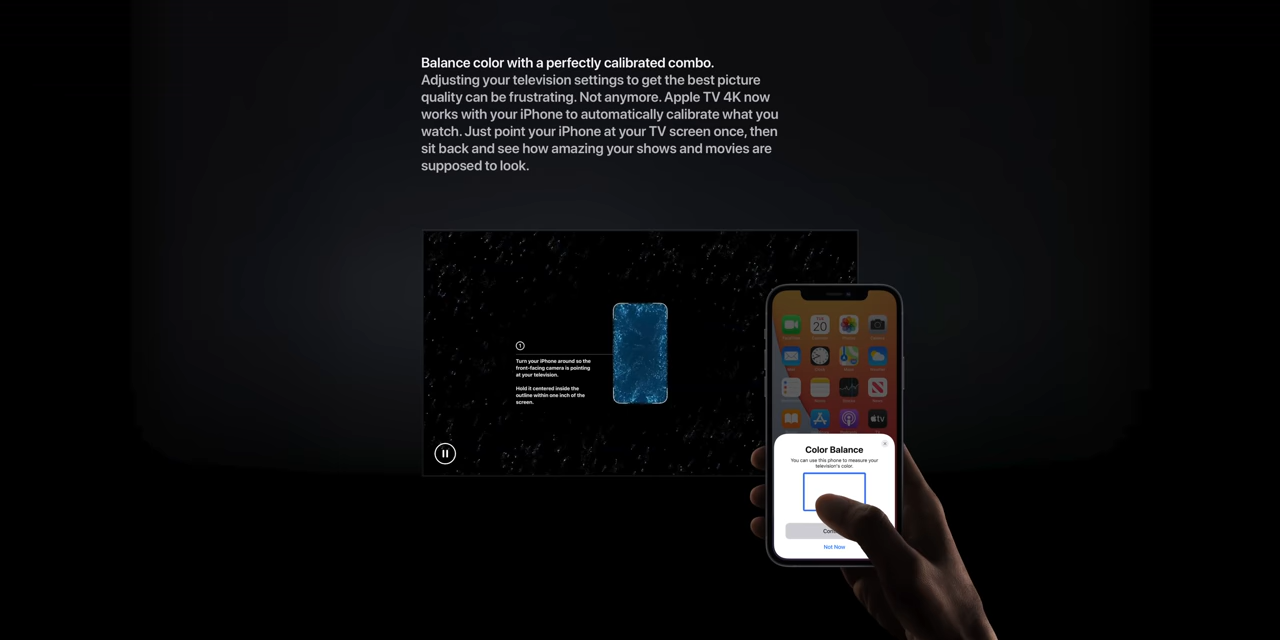 Balance color with a perfectly calibrated combo.
Adjusting your television settings to get the best picture
quality can be frustrating. Not anymore. Apple TV 4K now
works with your iPhone to automatically calibrate what you
watch. Just point your iPhone at your TV screen once, then
sit back and see how amazing your shows and movies are
supposed to look.
1
Turn your iPhone around so the
front-facing camera is pointing
at your television.
Hold it centered inside the
outline within one inch of the
screen.
20
tv
Color Balance
You can use this phone to measure your
television's color.
Not Now